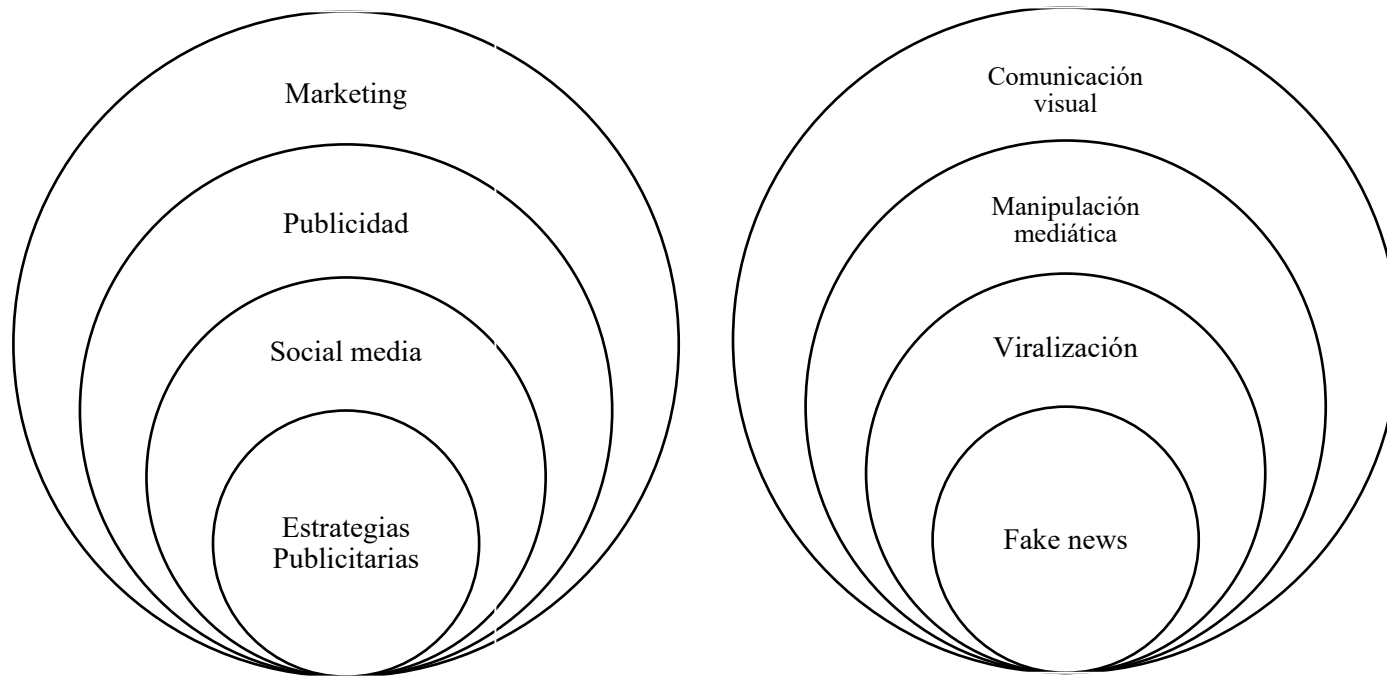 Marketing
Publicidad
Social media
Estrategias
Publicitarias
Comunicación
visual
Manipulación
mediática
Viralización
Fake news